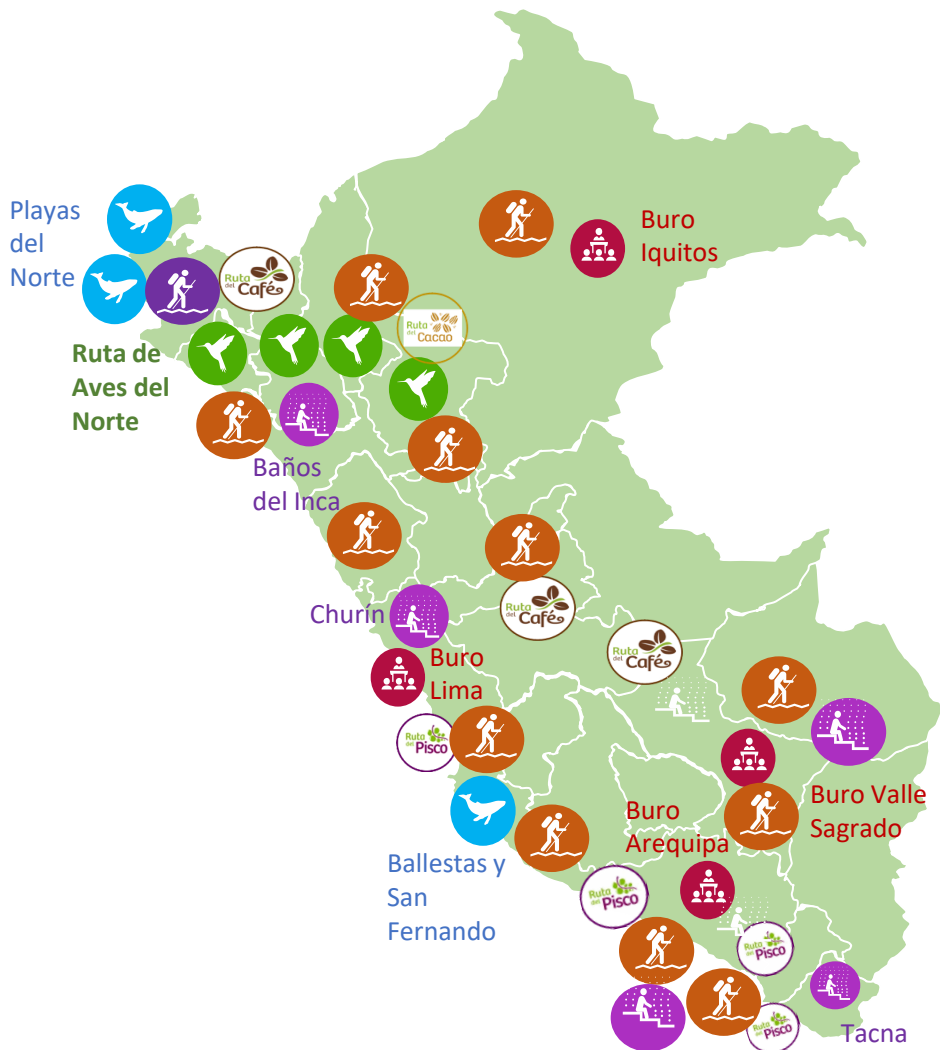 Playas
del
Norte
Buro
Iquitos
Ruta
del Café
Ruta
del Cacao
Ruta de
Aves del
Norte
Baños
del Inca
Churín
Ruta
del Café
Ruta
del Café
Buro
Lima
Ruta
del Pisco
Buro Valle
Sagrado
Buro
Arequipa
Ballestas y
San
Fernando
Ruta
del Pisco
Ruta
del Pisco
Ruta
del Pisco
Tacna